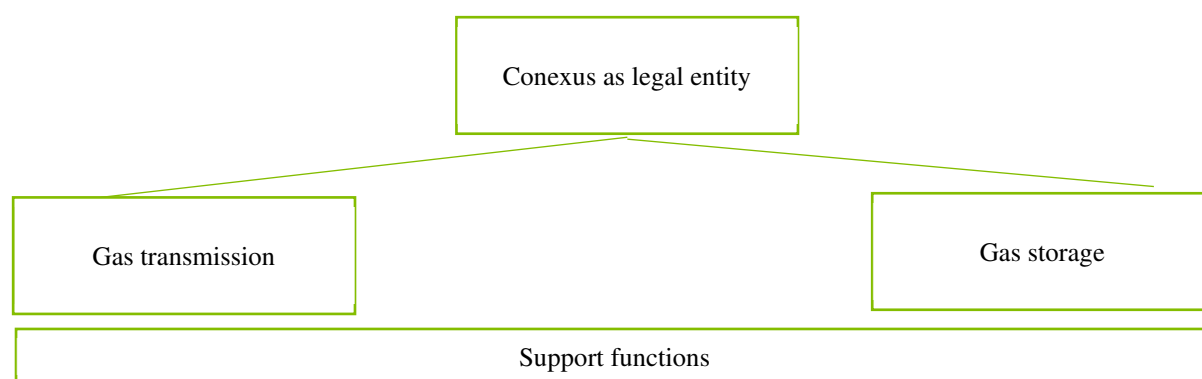 Conexus as legal entity
Gas transmission
Gas storage
Support functions